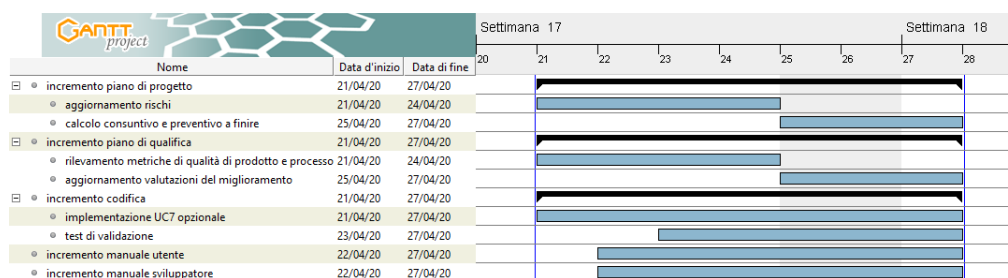 GANTT
project
Settimana 17 Settimana 18
20 21 22 23 24 25 26 27 28
Nome Data d'inizio Data di fine
incremento piano di progetto 21/04/20 27/04/20
aggiornamento rischi 21/04/20 24/04/20
calcolo consuntivo e preventivo a finire 25/04/20 27/04/20
incremento piano di qualifica 21/04/20 27/04/20
rilevamento metriche di qualità di prodotto e processo 21/04/20 24/04/20
aggiornamento valutazioni del miglioramento 25/04/20 27/04/20
incremento codifica 21/04/20 27/04/20
implementazione UC7 opzionale 21/04/20 27/04/20
test di validazione 23/04/20 27/04/20
incremento manuale utente 22/04/20 27/04/20
incremento manuale sviluppatore 22/04/20 27/04/20